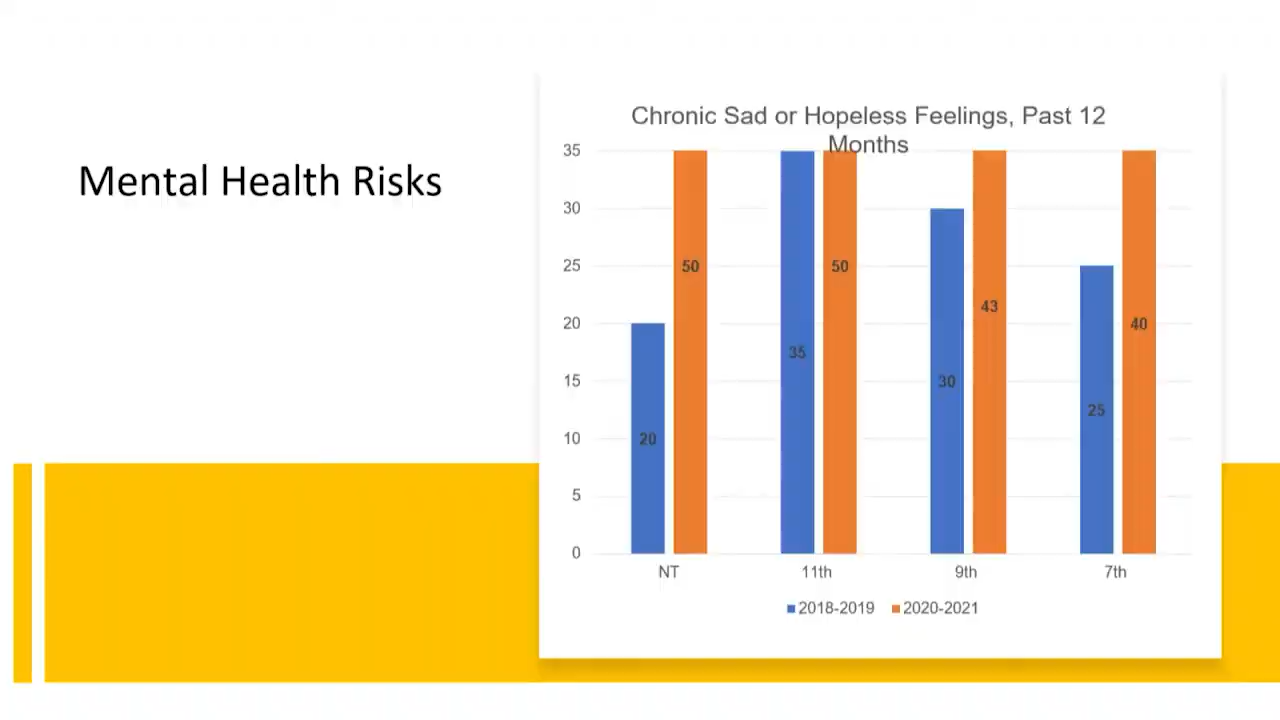 Mental Health Risks
Chronic Sad or Hopeless Feelings, Past 12
Months
35
30
25
20
15
10
5
0
20
50
35
50
30
43
25
40
NT
11th
9th
7th
2018-2019
2020-2021